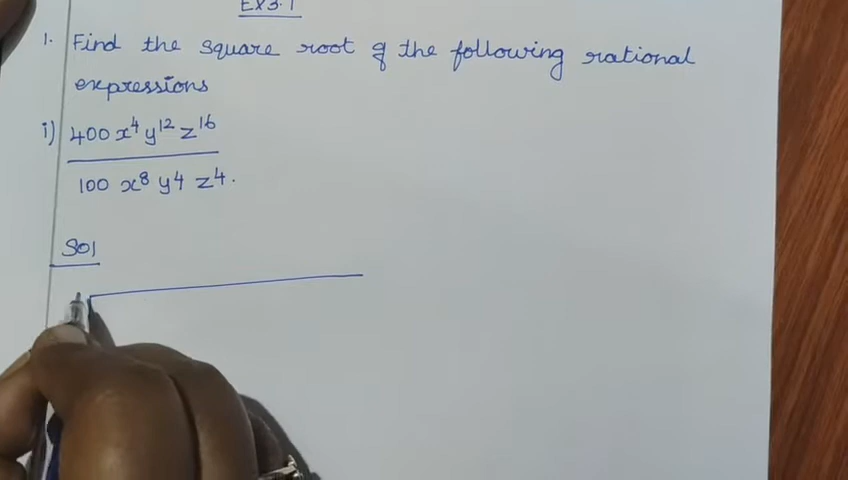 Ex3.1
1. Find the square root of the following rational
expressions
i) 400 x⁴ y¹² z¹⁶
100 x⁸ y⁴ z⁴.
Sol